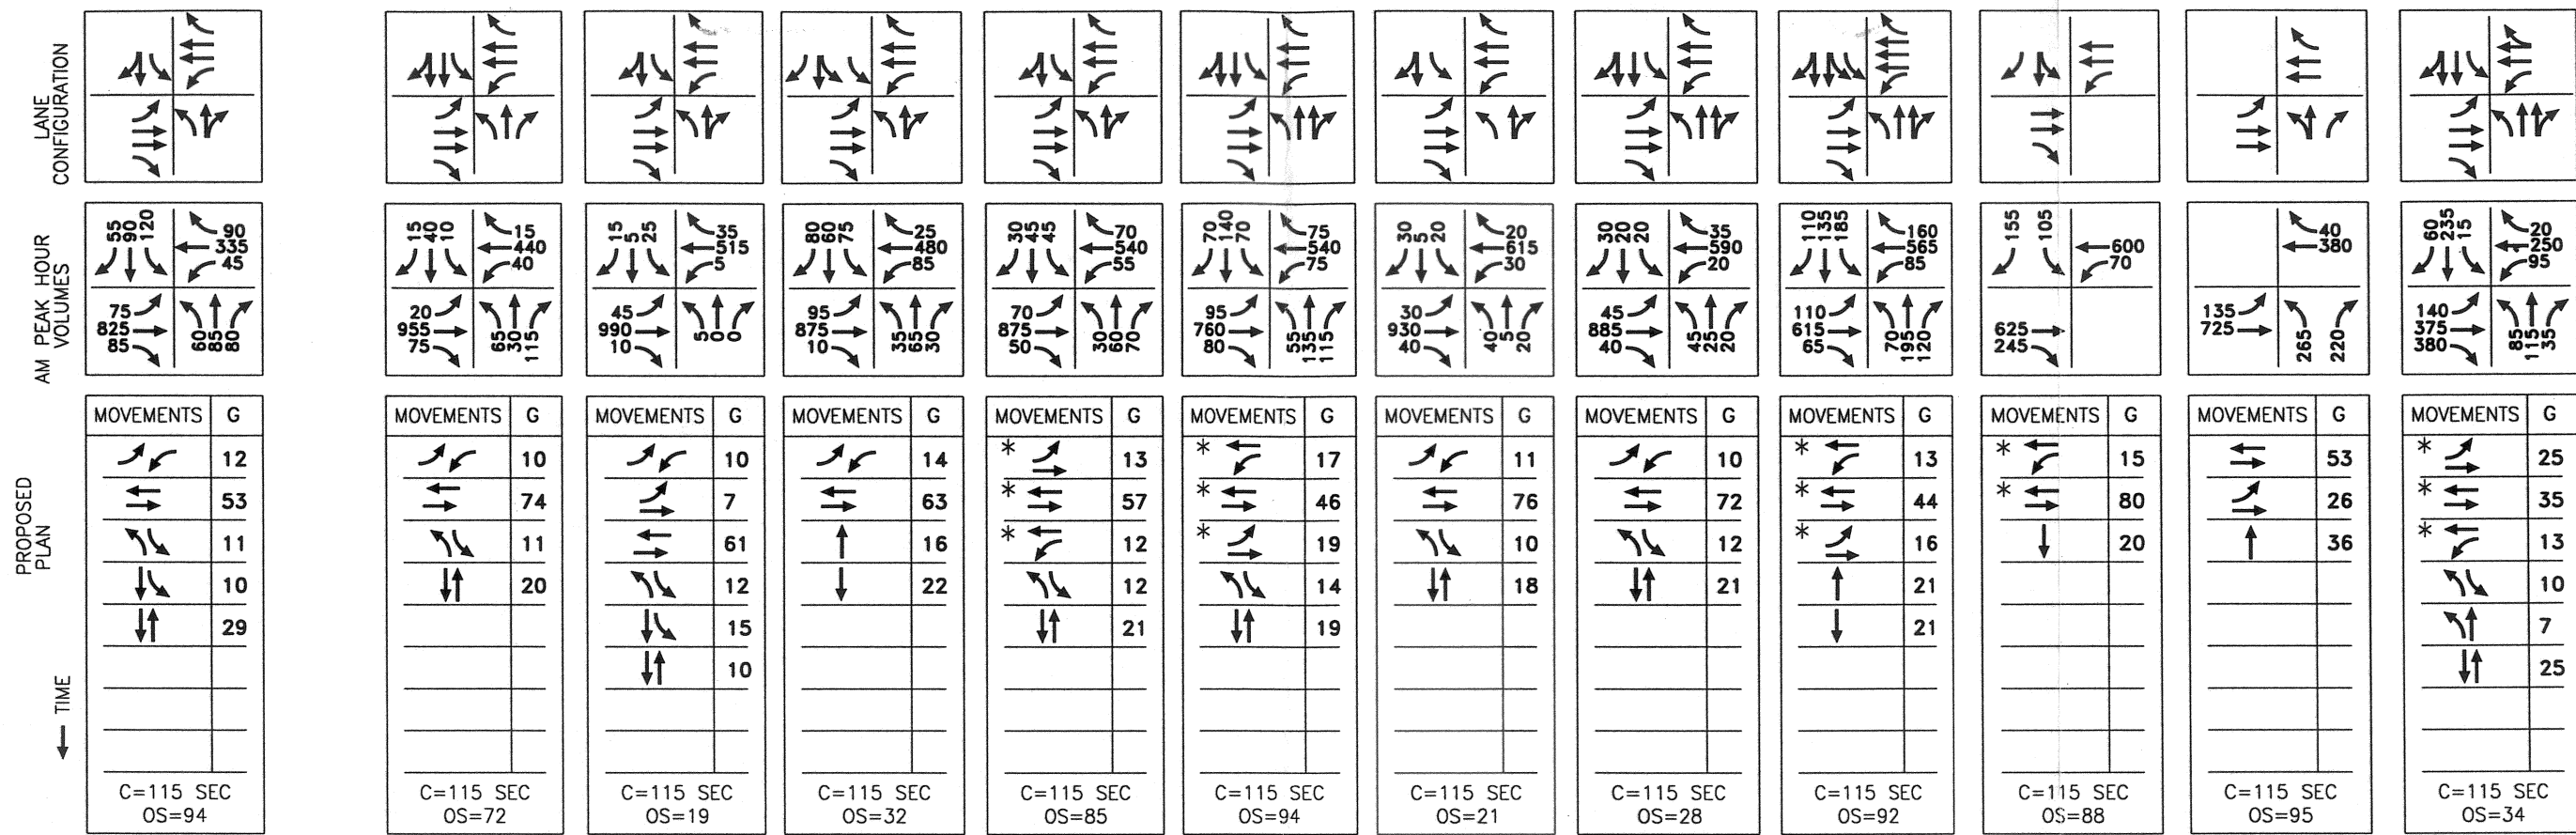 LANE
CONFIGURATION
AM PEAK HOUR
VOLUMES
55 90 120
90
335
45
75
825
85
60 85 80
15 40 10
15
440
40
20
955
75
65 30 115
15 5 25
35
515
5
45
990
10
5 0 0
80 60 75
25
480
85
95
875
10
35 65 30
30 45 45
70
540
55
70
875
50
30 60 70
70 140 70
75
540
75
95
760
80
55 135 115
30 5 20
20
615
30
30
930
40
40 5 20
30 20 20
35
590
20
45
885
40
45 25 20
110 135 185
160
565
85
110
615
65
70 195 120
155 105
600
70
625
245
40
380
135
725
265 220
60 235 15
20
250
95
140
375
380
85 115 35
PROPOSED
PLAN
TIME
MOVEMENTS G
12
53
11
10
29
C=115 SEC
OS=94
MOVEMENTS G
10
74
11
20
C=115 SEC
OS=72
MOVEMENTS G
10
7
61
12
15
10
C=115 SEC
OS=19
MOVEMENTS G
14
63
16
22
C=115 SEC
OS=32
MOVEMENTS G
* 13
* 57
* 12
12
21
C=115 SEC
OS=85
MOVEMENTS G
* 17
* 46
* 19
14
19
C=115 SEC
OS=94
MOVEMENTS G
11
76
10
18
C=115 SEC
OS=21
MOVEMENTS G
10
72
12
21
C=115 SEC
OS=28
MOVEMENTS G
* 13
* 44
* 16
21
21
C=115 SEC
OS=92
MOVEMENTS G
* 15
* 80
20
C=115 SEC
OS=88
MOVEMENTS G
53
26
36
C=115 SEC
OS=95
MOVEMENTS G
* 25
* 35
* 13
10
7
25
C=115 SEC
OS=34